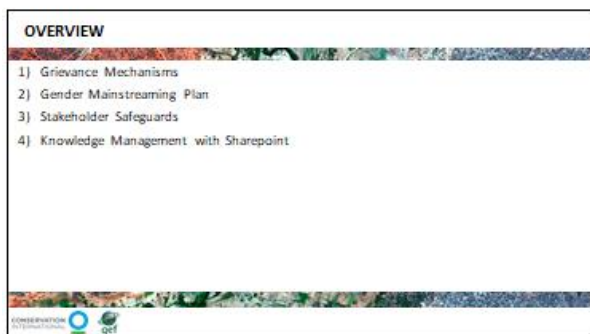 OVERVIEW
1) Grievance Mechanisms
2) Gender Mainstreaming Plan
3) Stakeholder Safeguards
4) Knowledge Management with Sharepoint
CONSERVATION
INTERNATIONAL
gef